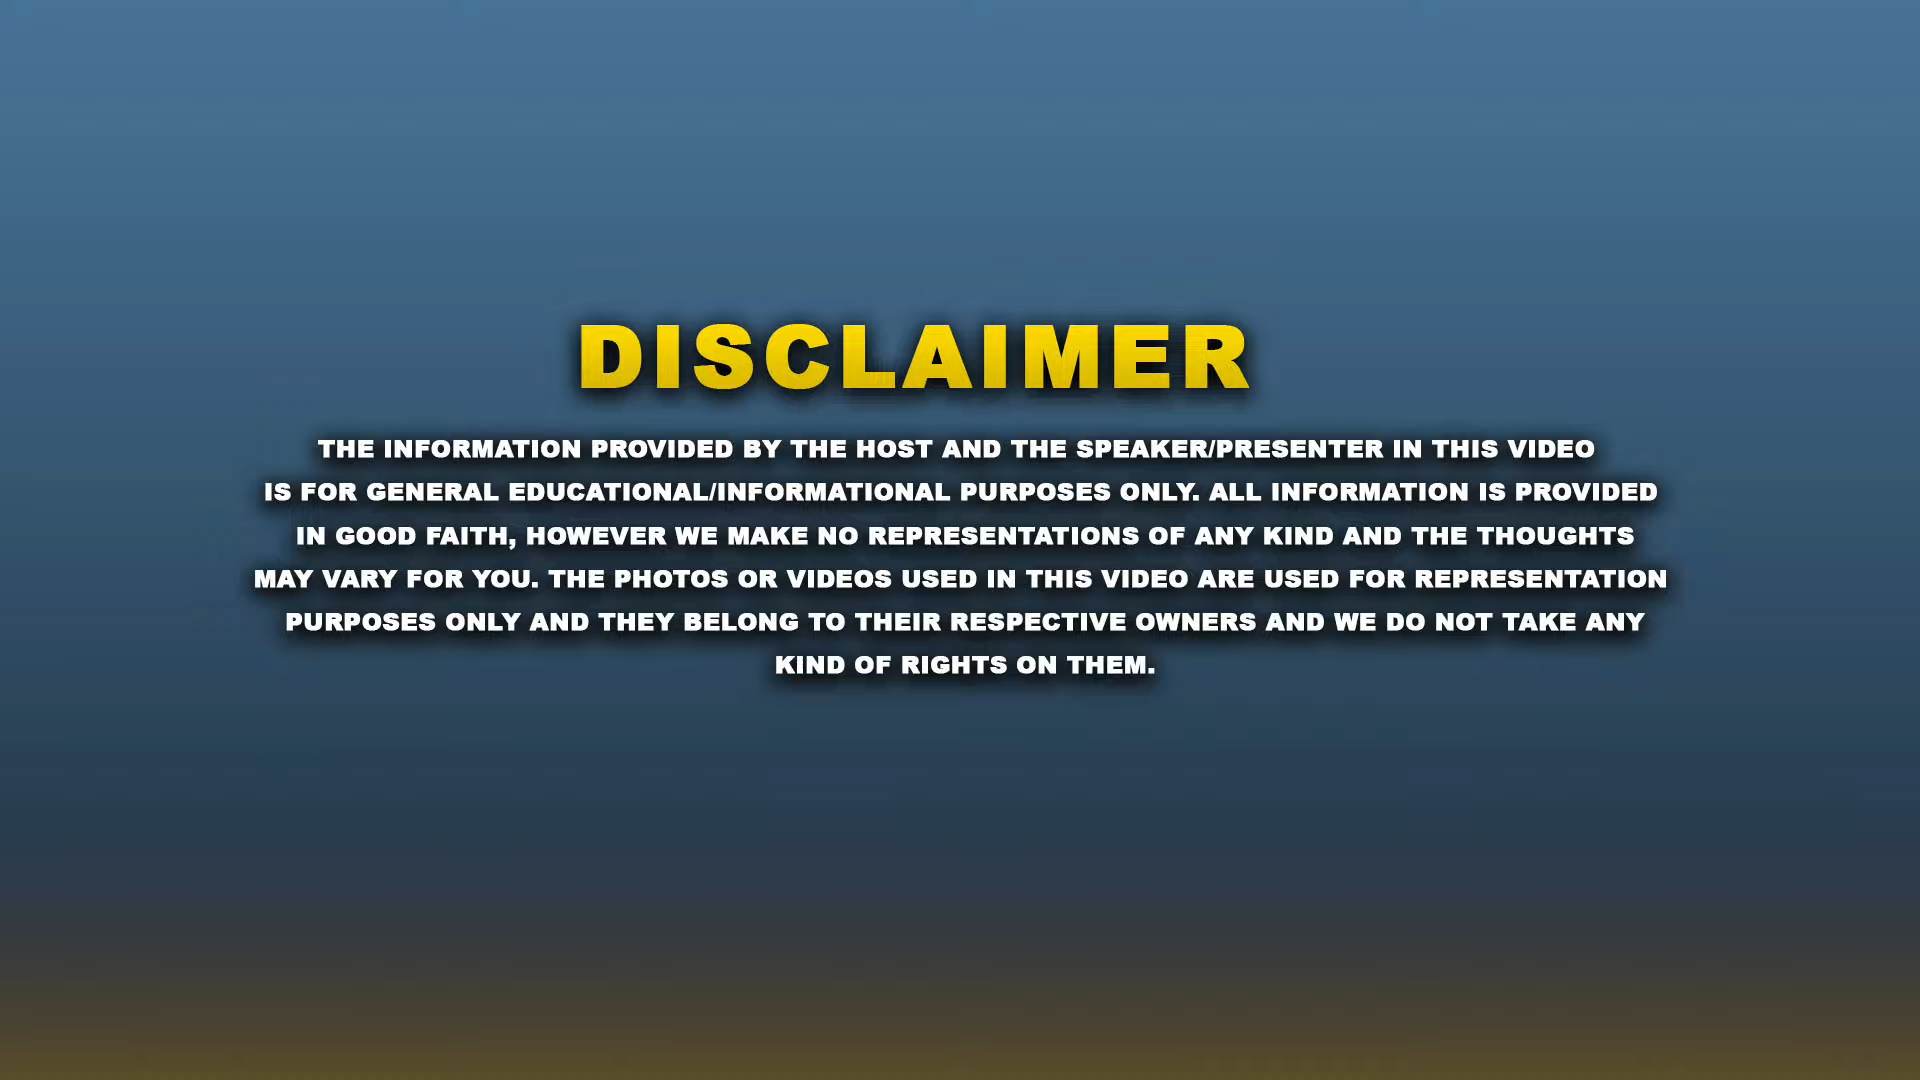 DISCLAIMER
THE INFORMATION PROVIDED BY THE HOST AND THE SPEAKER/PRESENTER IN THIS VIDEO
IS FOR GENERAL EDUCATIONAL/INFORMATIONAL PURPOSES ONLY. ALL INFORMATION IS PROVIDED
IN GOOD FAITH, HOWEVER WE MAKE NO REPRESENTATIONS OF ANY KIND AND THE THOUGHTS
MAY VARY FOR YOU. THE PHOTOS OR VIDEOS USED IN THIS VIDEO ARE USED FOR REPRESENTATION
PURPOSES ONLY AND THEY BELONG TO THEIR RESPECTIVE OWNERS AND WE DO NOT TAKE ANY
KIND OF RIGHTS ON THEM.